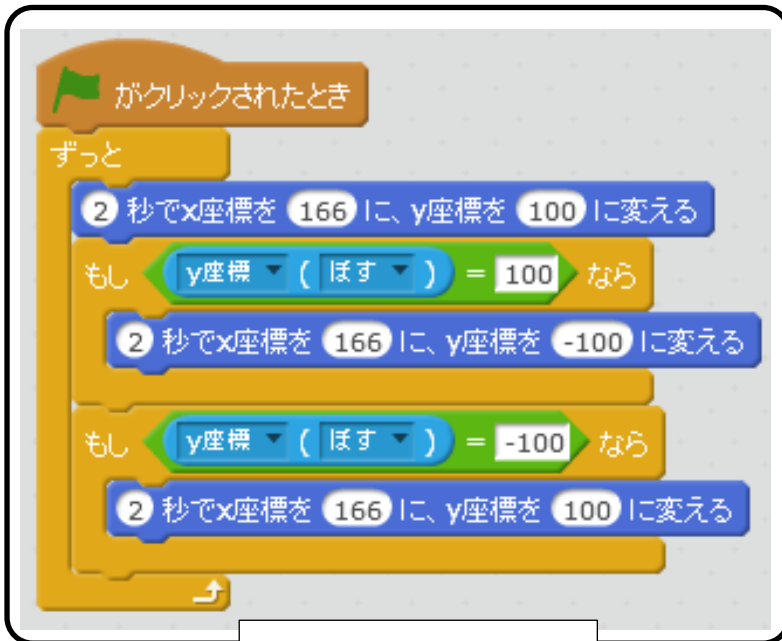 がクリックされたとき
ずっと
2 秒でx座標を 166 に、y座標を 100 に変える
もし y座標 ( ぼす ) = 100 なら
2 秒でx座標を 166 に、y座標を -100 に変える
もし y座標 ( ぼす ) = -100 なら
2 秒でx座標を 166 に、y座標を 100 に変える